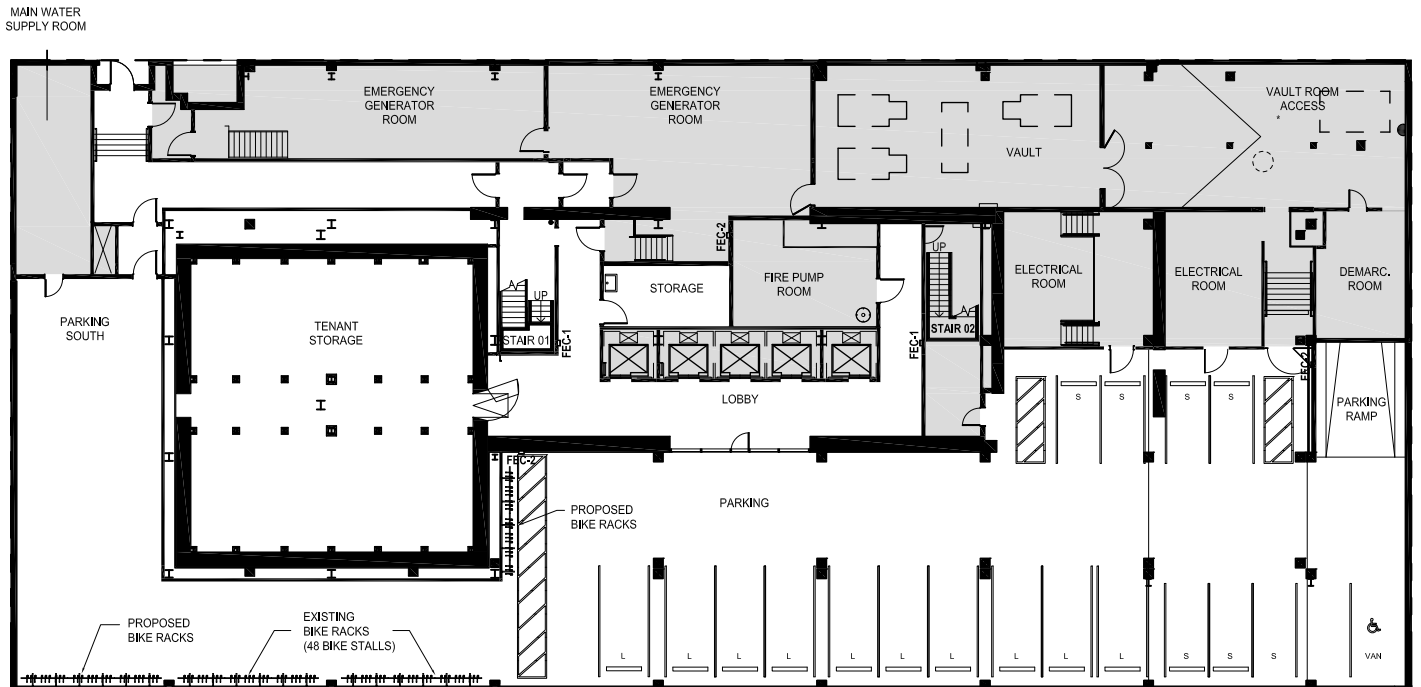 MAIN WATER
SUPPLY ROOM
EMERGENCY
GENERATOR
ROOM
EMERGENCY
GENERATOR
ROOM
VAULT
VAULT ROOM
ACCESS
*
FEC-2
UP
UP
FIRE PUMP
ROOM
STORAGE
ELECTRICAL
ROOM
ELECTRICAL
ROOM
DEMARC.
ROOM
PARKING
SOUTH
TENANT
STORAGE
STAIR 01
FEC-1
FEC-1
STAIR 02
LOBBY
S
S
S
S
PARKING
RAMP
FEC-2
PARKING
PROPOSED
BIKE RACKS
PROPOSED
BIKE RACKS
EXISTING
BIKE RACKS
(48 BIKE STALLS)
L
L
L
L
L
L
L
L
L
L
L
S
S
S
VAN